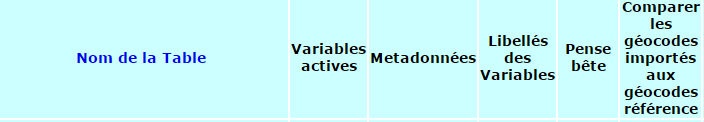 Nom de la Table
Variables
actives
Metadonnées
Libellés
des
Variables
Pense
bête
Comparer
les
géocodes
importés
aux
géocodes
référence